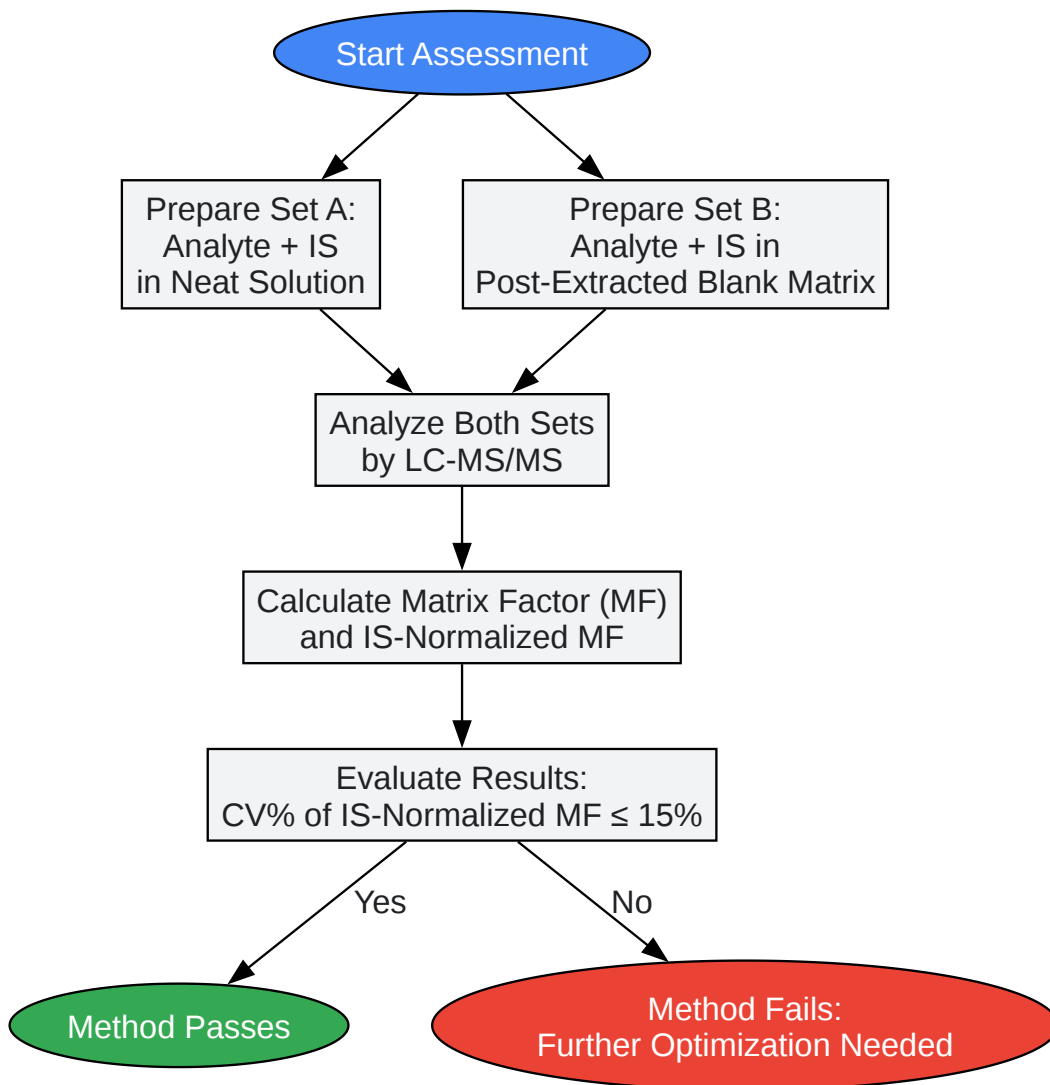 Start Assessment
Prepare Set A:
Analyte + IS
in Neat Solution
Prepare Set B:
Analyte + IS in
Post-Extracted Blank Matrix
Analyze Both Sets
by LC-MS/MS
Calculate Matrix Factor (MF)
and IS-Normalized MF
Evaluate Results:
CV% of IS-Normalized MF ≤ 15%
Yes
No
Method Passes
Method Fails:
Further Optimization Needed